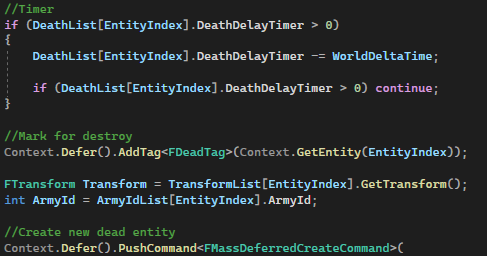 //Timer
if (DeathList[EntityIndex].DeathDelayTimer > 0)
{
DeathList[EntityIndex].DeathDelayTimer -= WorldDeltaTime;
if (DeathList[EntityIndex].DeathDelayTimer > 0) continue;
}
//Mark for destroy
Context.Defer().AddTag<FDeadTag>(Context.GetEntity(EntityIndex));
FTransform Transform = TransformList[EntityIndex].GetTransform();
int ArmyId = ArmyIdList[EntityIndex].ArmyId;
//Create new dead entity
Context.Defer().PushCommand<FMassDeferredCreateCommand>(